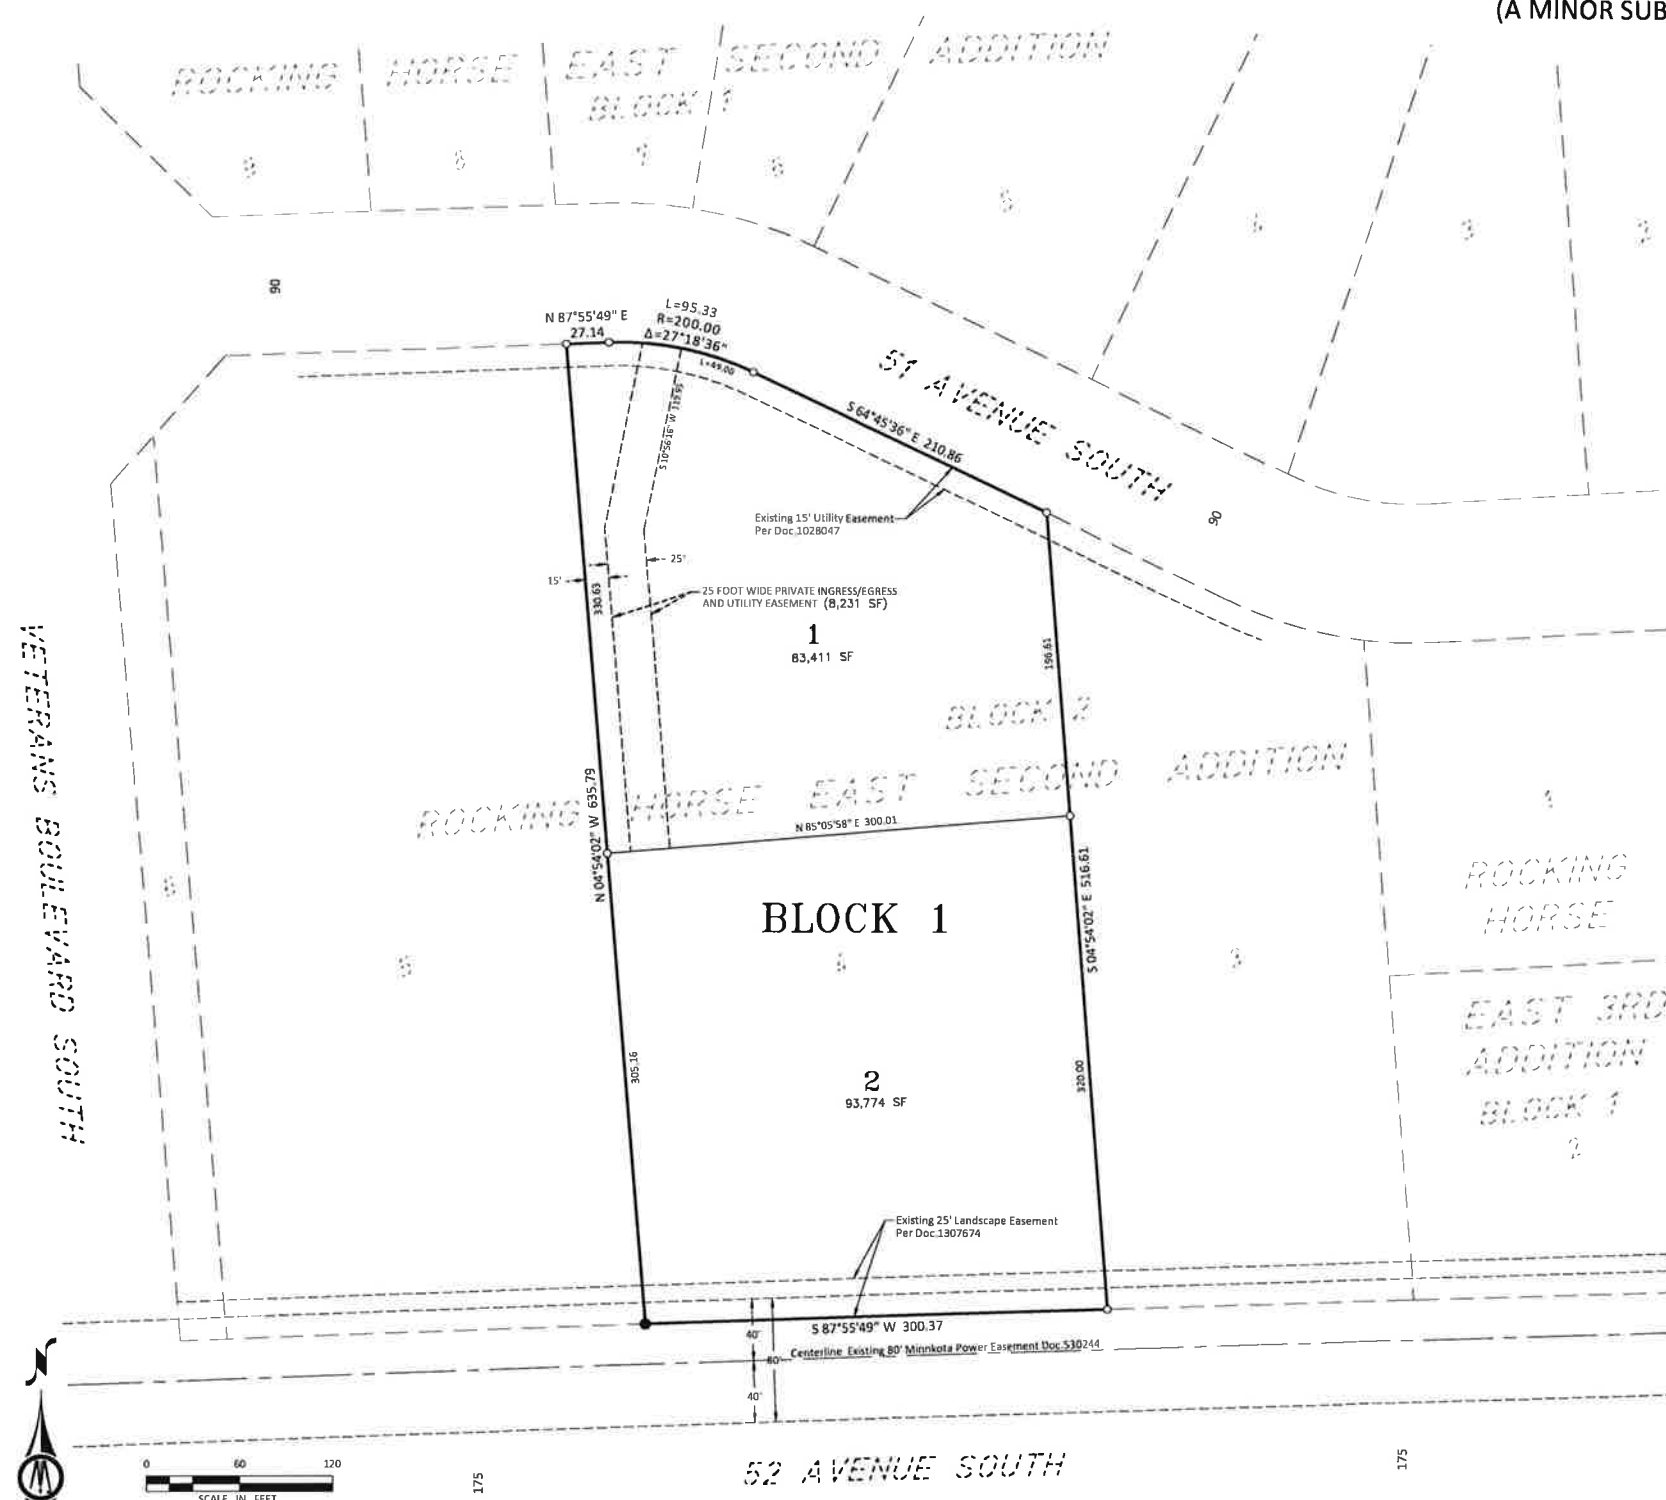 (A MINOR SUB
ROCKING HORSE EAST SECOND ADDITION
BLOCK 1
9
8
7
6
5
4
3
2
90
N 87°55'49" E
27.14
L=95.33
R=200.00
Δ=27°18'36"
L=49.00
51 AVENUE SOUTH
S 64°45'36" E 210.86
90
Existing 15' Utility Easement
Per Doc.1028047
15'
25'
330.63
25 FOOT WIDE PRIVATE INGRESS/EGRESS
AND UTILITY EASEMENT (8,231 SF)
1
83,411 SF
196.61
BLOCK 2
ROCKING HORSE EAST SECOND ADDITION
N 85°05'58" E 300.01
N 04°54'02" W 635.79
S 04°54'02" E 516.61
VETERANS BOULEVARD SOUTH
BLOCK 1
5
4
3
1
ROCKING
HORSE
EAST 3RD
ADDITION
BLOCK 1
2
305.16
2
93,774 SF
320.00
Existing 25' Landscape Easement
Per Doc.1307674
S 87°55'49" W 300.37
40'
80'
Centerline Existing 80' Minnkota Power Easement Doc.530244
40'
N
0 60 120
SCALE IN FEET
175
52 AVENUE SOUTH
175